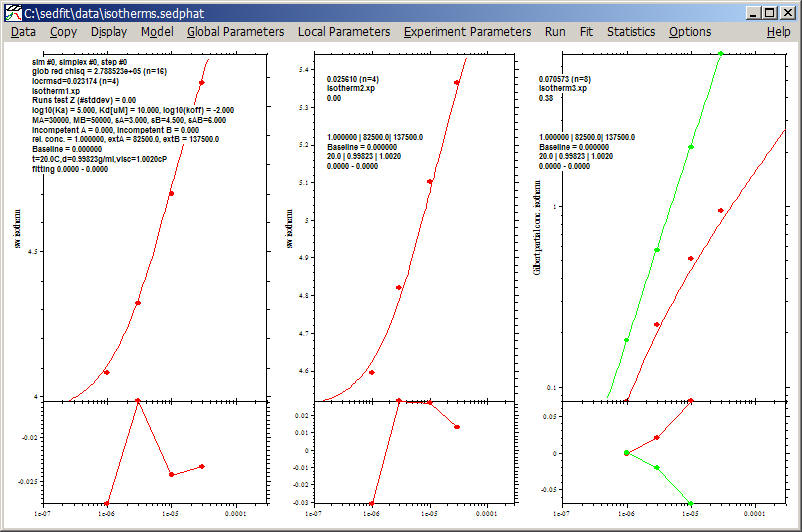 C:\sedfit\data\isotherms.sedphat
Data Copy Display Model Global Parameters Local Parameters Experiment Parameters Run Fit Statistics Options Help
sim #0, simplex #0, step #0
glob red chisq = 2.788523e+05 (n=16)
locrmsd=0.023174 (n=4)
isotherm1.xp
Runs test Z (#stddev) = 0.00
log10(Ka) = 5.000, Kd[uM] = 10.000, log10(koff) = -2.000
MA=30000, MB=50000, sA=3.000, sB=4.500, sAB=6.000
incompetent A = 0.000, incompetent B = 0.000
rel. conc. = 1.000000, extA = 82500.0, extB = 137500.0
Baseline = 0.000000
t=20.0C,d=0.99823g/ml,visc=1.0020cP
fitting 0.0000 - 0.0000
sw isotherm
4.5
4
-0.02
-0.025
1e-07 1e-06 1e-05 0.0001
0.025610 (n=4)
isotherm2.xp
0.00
1.000000 | 82500.0| 137500.0
Baseline = 0.000000
20.0 | 0.99823 | 1.0020
0.0000 - 0.0000
sw isotherm
5.4
5.3
5.2
5.1
5
4.9
4.8
4.7
4.6
0.02
0.01
0
-0.01
-0.02
-0.03
1e-07 1e-06 1e-05 0.0001
0.070573 (n=8)
isotherm3.xp
0.38
1.000000 | 82500.0| 137500.0
Baseline = 0.000000
20.0 | 0.99823 | 1.0020
0.0000 - 0.0000
Gilbert partial conc. isotherm
1
0.1
0.05
0
-0.05
1e-07 1e-06 1e-05 0.0001